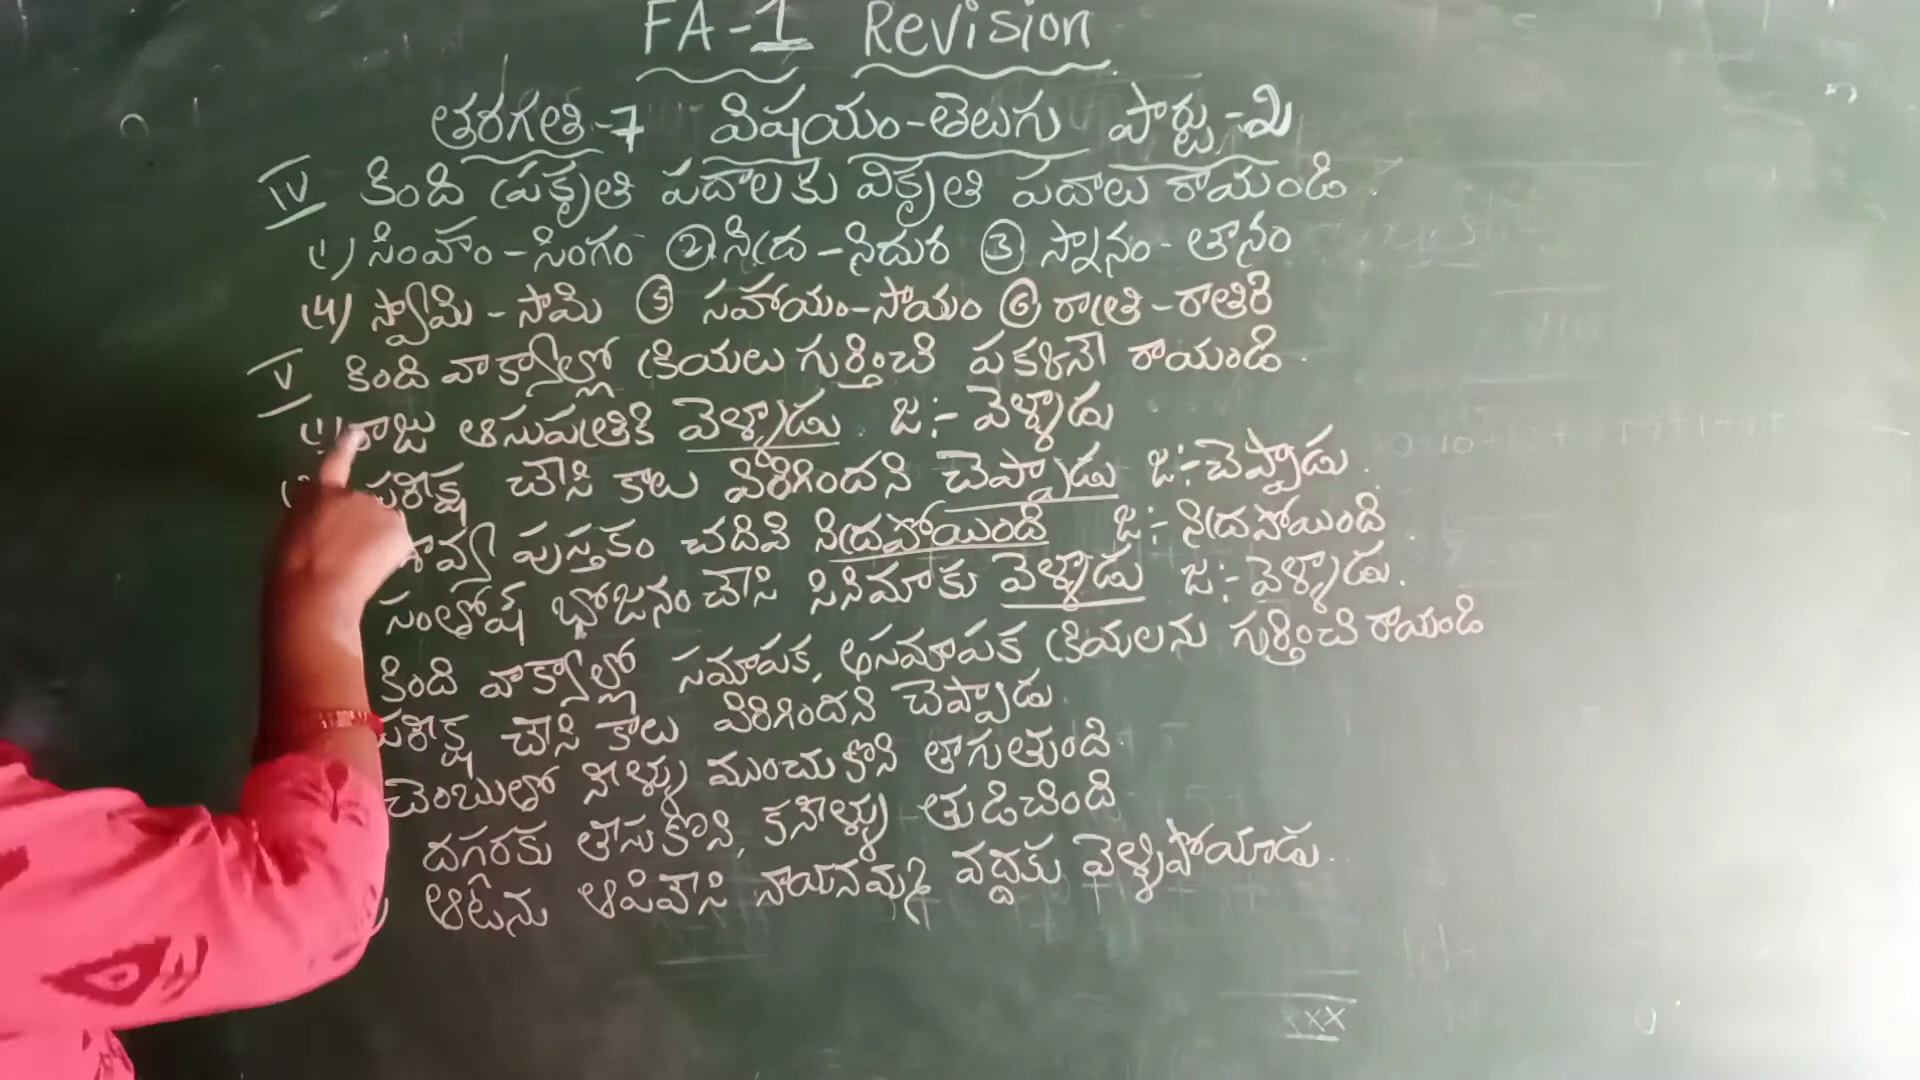 FA-1 Revision
తరగతి-7 విషయం-తెలుగు పార్టు-
IV కింది ప్రకృతి పదాలకు వికృతి పదాలు రాయండి
(1) సింహం-సింగం ② నిద్ర-నిదుర ③ స్నానం-తానం
(4) స్వామి-సామి ⑤ సహాయం-సాయం ⑥ రాత్రి-రాతిరి
V కింది వాక్యాల్లో క్రియలు గుర్తించి పక్కనే రాయండి
(1) రాజు ఆసుపత్రికి వెళ్ళాడు జ:- వెళ్ళాడు
పరీక్ష చేసి కాలు విరిగిందని చెప్పాడు జ:- చెప్పాడు.
పుస్తకం చదివి నిద్రపోయింది జ:- నిద్రపోయింది
సంతోష్ భోజనం చేసి సినిమాకు వెళ్ళాడు జ:- వెళ్ళాడు.
కింది వాక్యాల్లో సమాపక, అసమాపక క్రియలను గుర్తించి రాయండి
పరీక్ష చేసి కాలు విరిగిందని చెప్పాడు.
చెంబుతో నీళ్ళు ముంచుకొని తాగుతుంది.
దగ్గరకు తీసుకొని, కన్నీళ్ళు తుడిచింది
ఆటను ఆపివేసి నాయనమ్మ వద్దకు వెళ్ళిపోయాడు.
xxx